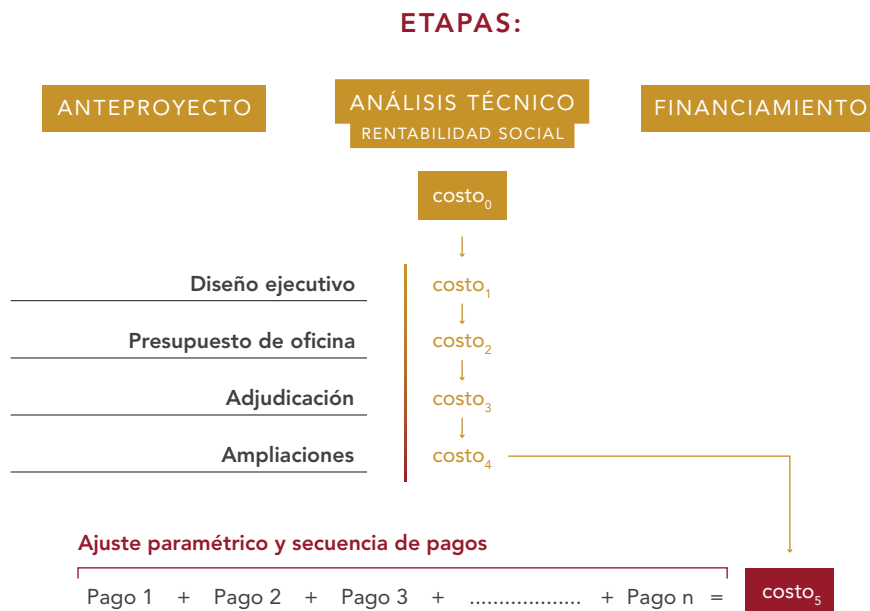 ETAPAS:
ANTEPROYECTO
ANÁLISIS TÉCNICO
RENTABILIDAD SOCIAL
FINANCIAMIENTO
costo₀
↓
Diseño ejecutivo costo₁
↓
Presupuesto de oficina costo₂
↓
Adjudicación costo₃
↓
Ampliaciones costo₄
Ajuste paramétrico y secuencia de pagos
Pago 1 + Pago 2 + Pago 3 + ................... + Pago n = costo₅